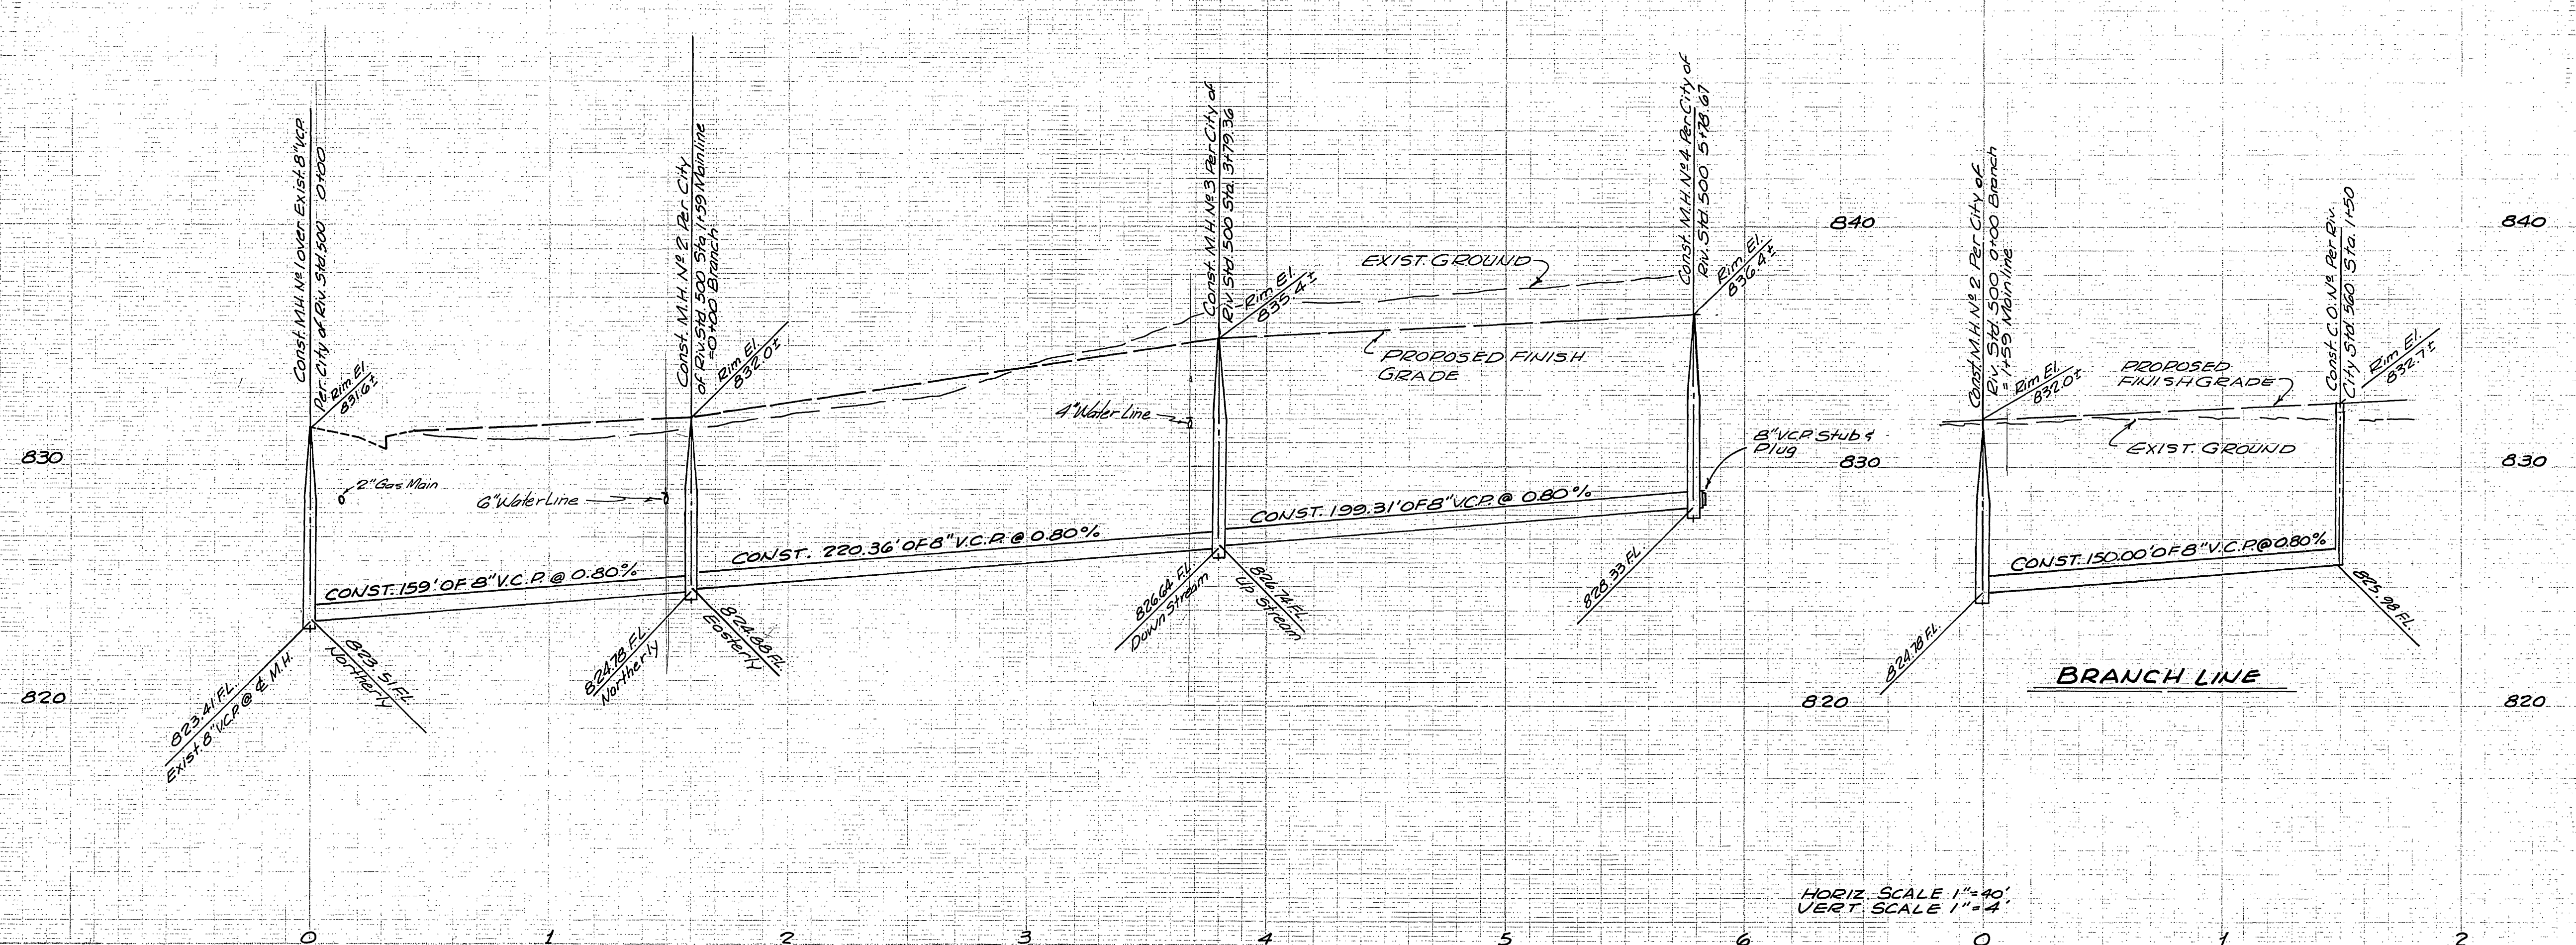 Const. M.H. Nº 1 over Exist. 8" V.C.P.
Per City of Riv. Std. 500 0+00
Rim El.
831.6±
2" Gas Main
CONST. 159' OF 8" V.C.P. @ 0.80%
823.41 F.L.
Exist. 8" V.C.P. @ ℄ M.H.
823.51 F.L.
Northerly
Const. M.H. Nº 2 Per City
of Riv. Std. 500 Sta. 1+59 Mainline
=0+00 Branch
Rim El.
832.0±
6" Water Line
CONST. 220.36' OF 8" V.C.P. @ 0.80%
824.78 F.L.
Northerly
824.88 F.L.
Easterly
Const. M.H. Nº 3 Per City of
Riv. Std. 500 Sta. 3+79.36
Rim El.
835.4±
4" Water Line
CONST. 199.31' OF 8" V.C.P. @ 0.80%
826.64 F.L.
Down Stream
826.74 F.L.
Up Stream
EXIST. GROUND
PROPOSED FINISH
GRADE
Const. M.H. Nº 4 Per City of
Riv. Std. 500 5+78.67
Rim El.
836.4±
8" V.C.P. Stub &
Plug
828.33 F.L.
830
820
840
830
820
Const. M.H. Nº 2 Per City of
Riv. Std. 500 0+00 Branch
= 1+59 Mainline
Rim El.
832.0±
PROPOSED
FINISH GRADE
EXIST. GROUND
Const. C.O. Nº Per Riv.
City Std. 560 Sta. 1+50
Rim El.
832.7±
CONST. 150.00' OF 8" V.C.P. @ 0.80%
824.78 F.L.
825.98 F.L.
BRANCH LINE
840
830
820
HORIZ. SCALE 1"=40'
VERT. SCALE 1"=4'
0 1 2 3 4 5 6 0 1 2